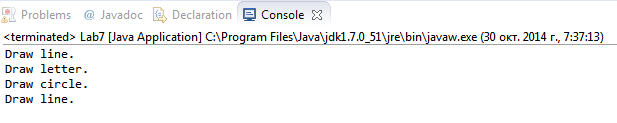 Problems @ Javadoc Declaration Console
<terminated> Lab7 [Java Application] C:\Program Files\Java\jdk1.7.0_51\jre\bin\javaw.exe (30 окт. 2014 г., 7:37:13)
Draw line.
Draw letter.
Draw circle.
Draw line.